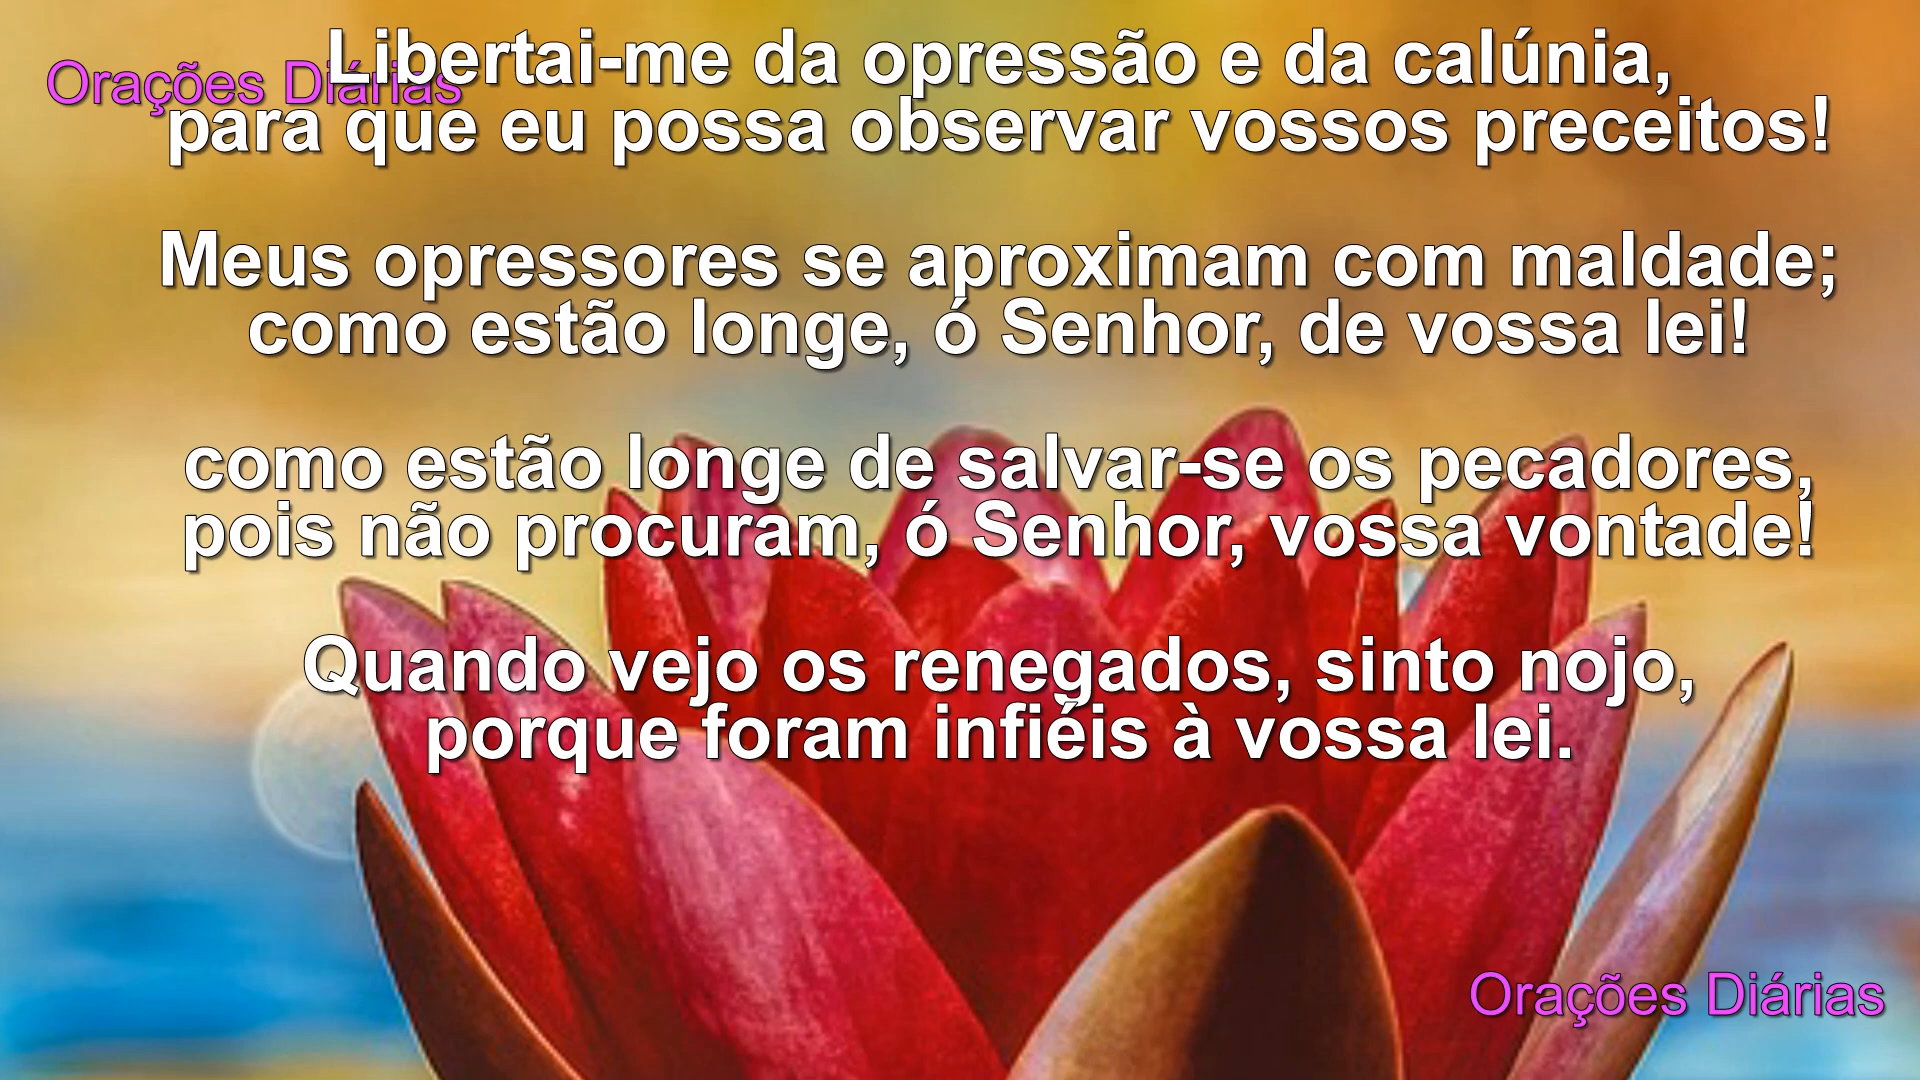 Orações Diárias
Libertai-me da opressão e da calúnia,
para que eu possa observar vossos preceitos!
Meus opressores se aproximam com maldade;
como estão longe, ó Senhor, de vossa lei!
como estão longe de salvar-se os pecadores,
pois não procuram, ó Senhor, vossa vontade!
Quando vejo os renegados, sinto nojo,
porque foram infiéis à vossa lei.
Orações Diárias